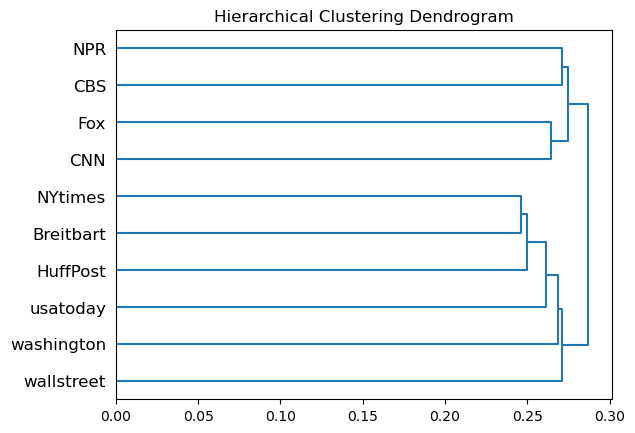 Hierarchical Clustering Dendrogram
NPR
CBS
Fox
CNN
NYtimes
Breitbart
HuffPost
usatoday
washington
wallstreet
0.00 0.05 0.10 0.15 0.20 0.25 0.30